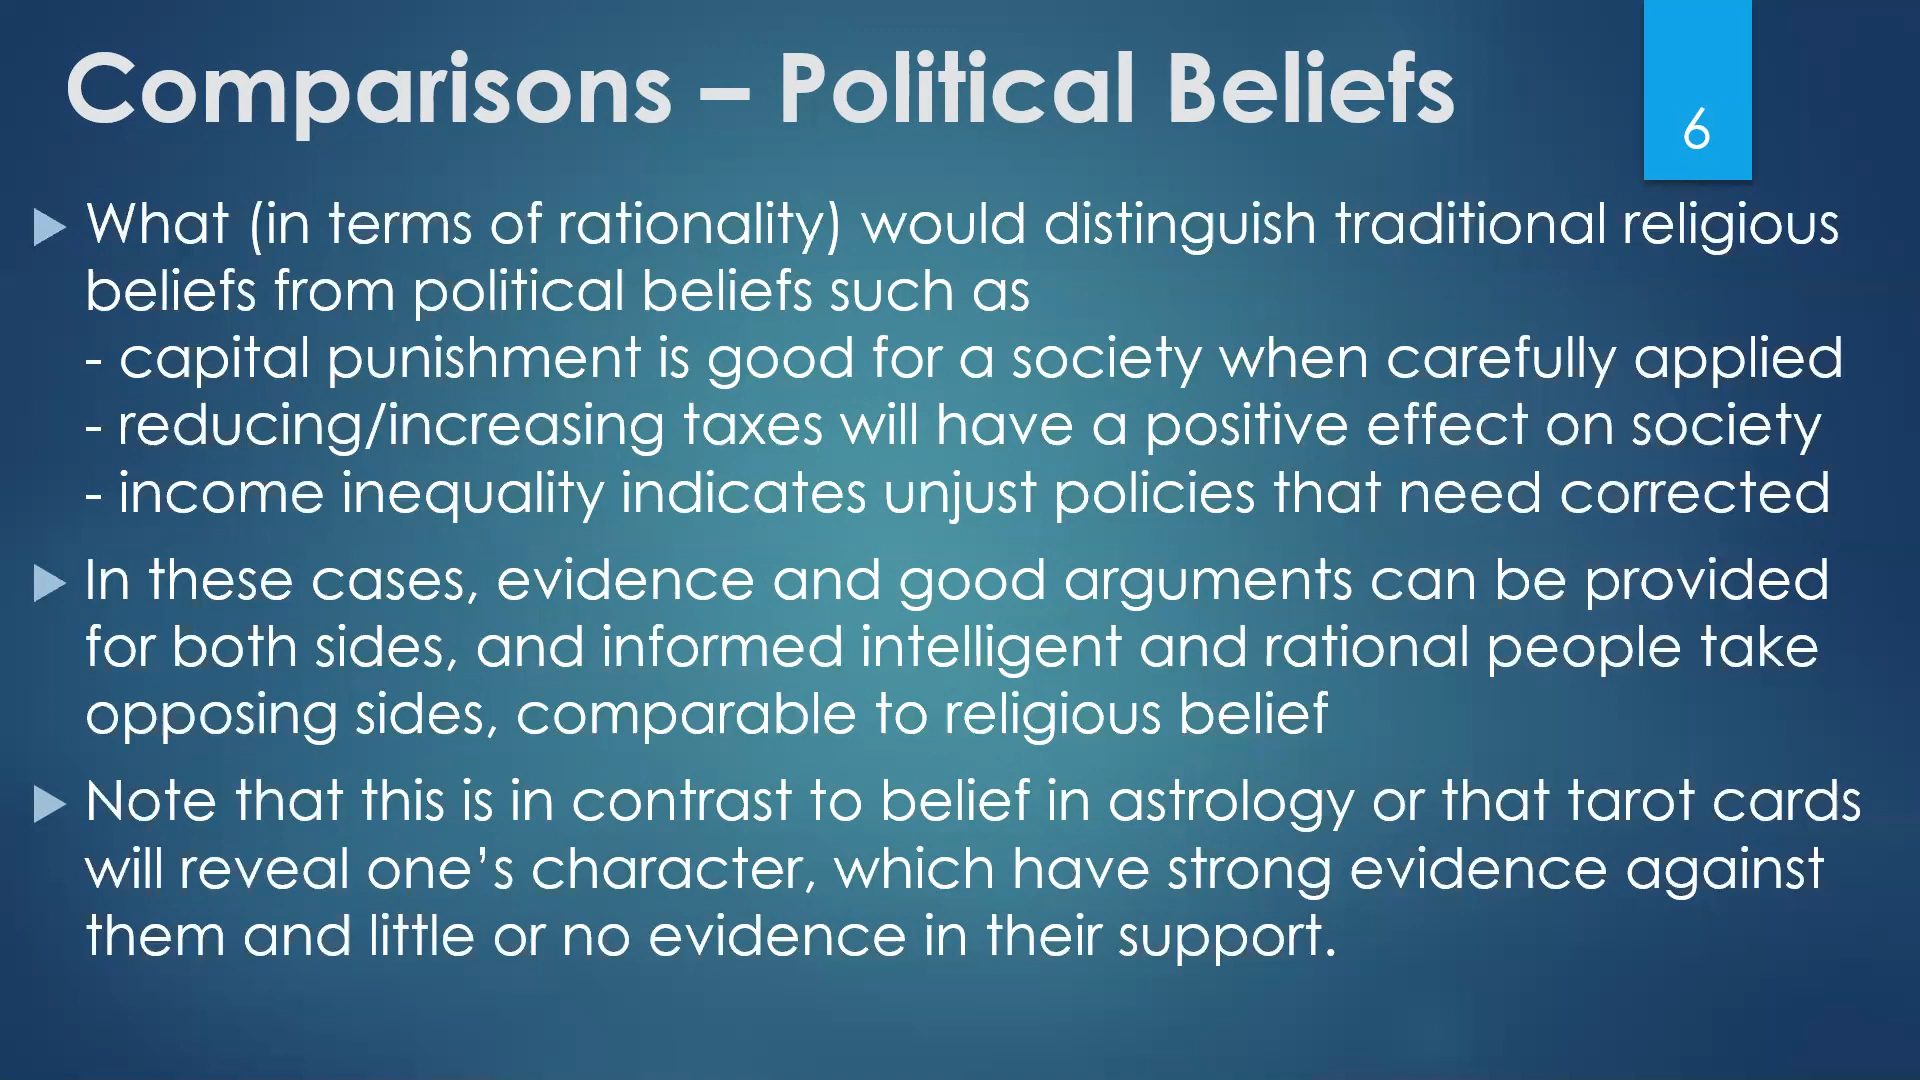 Comparisons – Political Beliefs
6
What (in terms of rationality) would distinguish traditional religious
beliefs from political beliefs such as
- capital punishment is good for a society when carefully applied
- reducing/increasing taxes will have a positive effect on society
- income inequality indicates unjust policies that need corrected
In these cases, evidence and good arguments can be provided
for both sides, and informed intelligent and rational people take
opposing sides, comparable to religious belief
Note that this is in contrast to belief in astrology or that tarot cards
will reveal one’s character, which have strong evidence against
them and little or no evidence in their support.